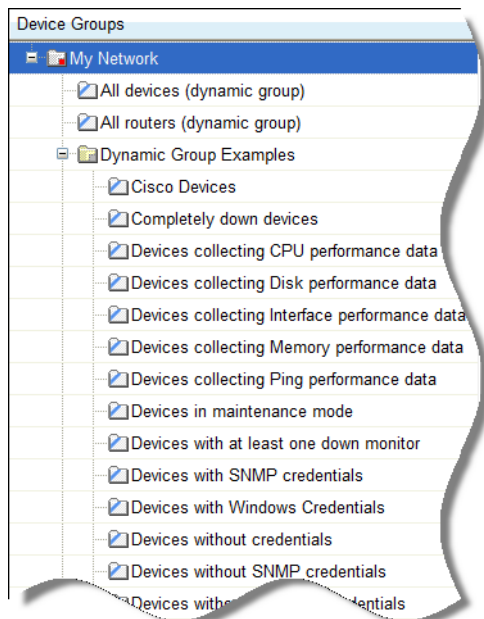 Device Groups
My Network
All devices (dynamic group)
All routers (dynamic group)
Dynamic Group Examples
Cisco Devices
Completely down devices
Devices collecting CPU performance data
Devices collecting Disk performance data
Devices collecting Interface performance data
Devices collecting Memory performance data
Devices collecting Ping performance data
Devices in maintenance mode
Devices with at least one down monitor
Devices with SNMP credentials
Devices with Windows Credentials
Devices without credentials
Devices without SNMP credentials
Devices